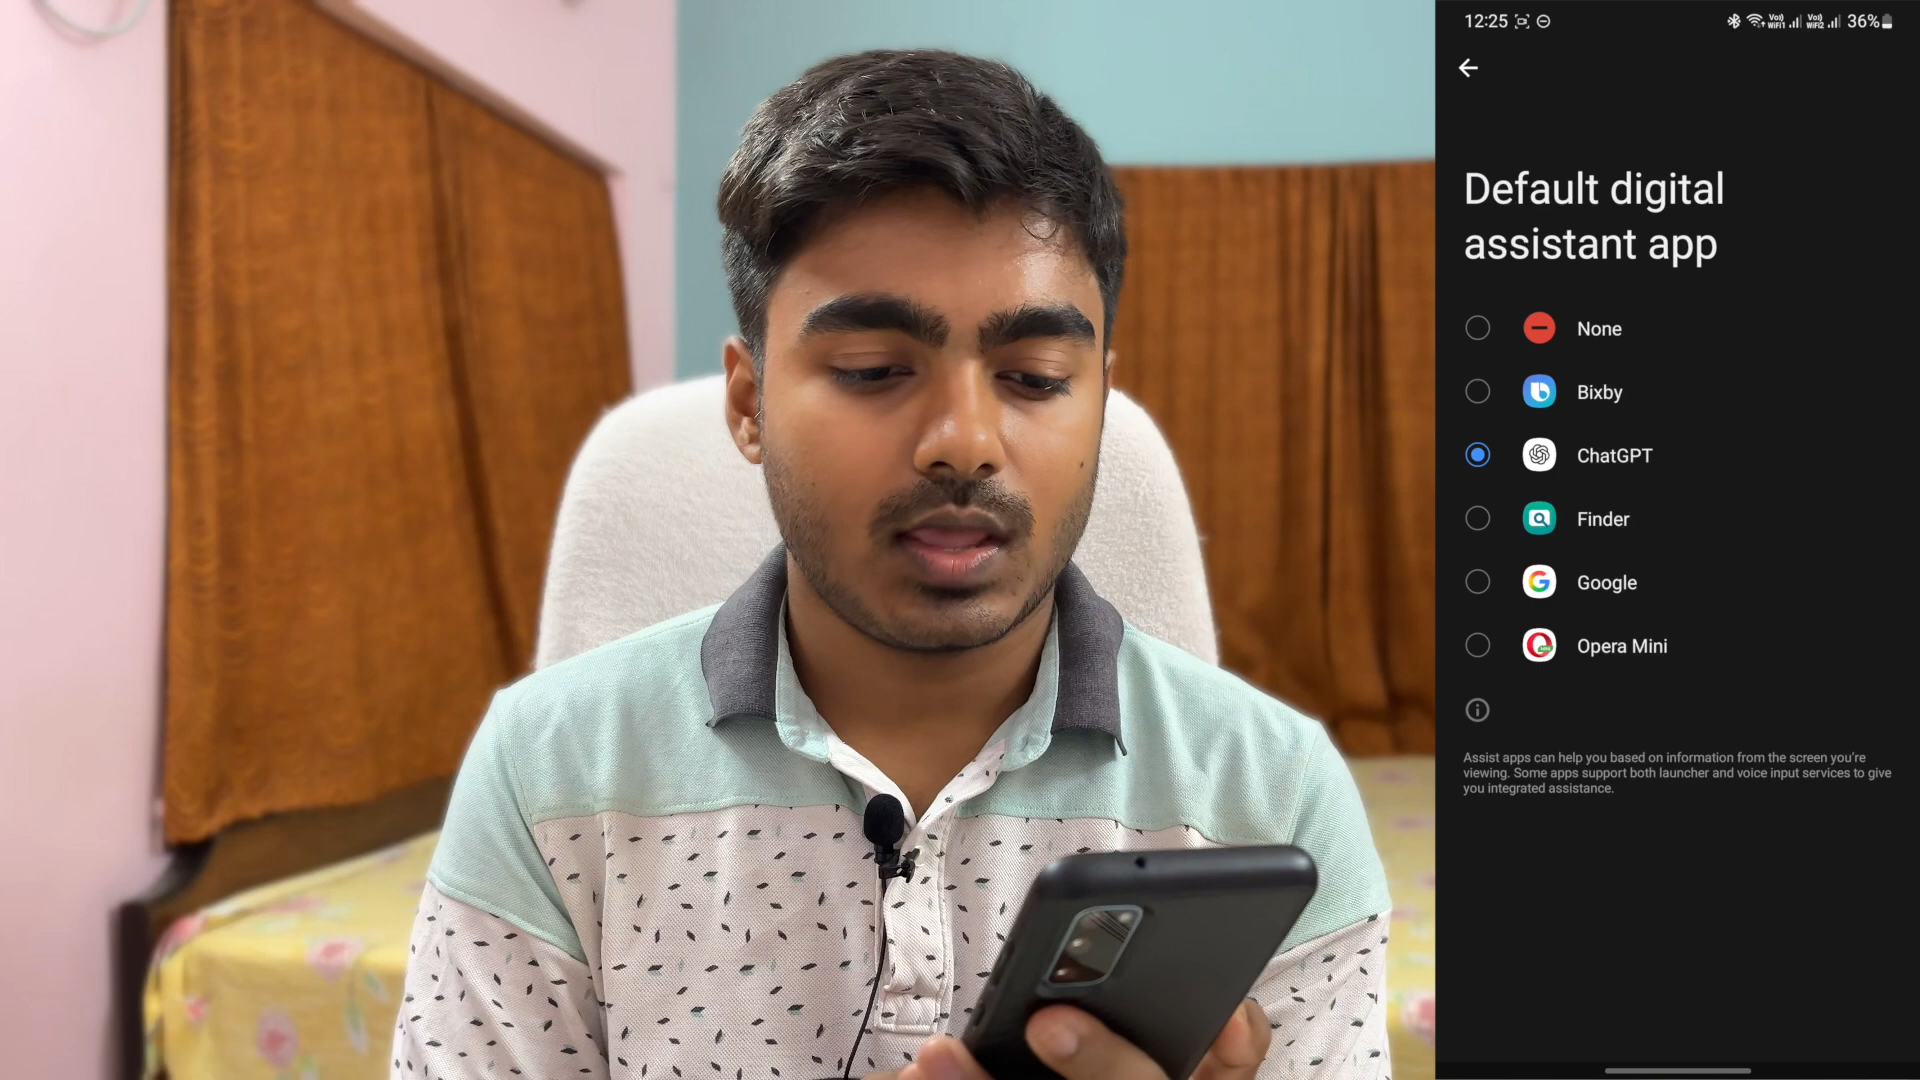 12:25
36%
Default digital
assistant app
None
Bixby
ChatGPT
Finder
Google
Opera Mini
Assist apps can help you based on information from the screen you're
viewing. Some apps support both launcher and voice input services to give
you integrated assistance.